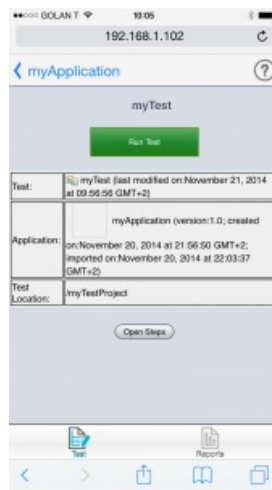 GOLAN T 10:05
192.168.1.102
myApplication ?
myTest
Run Test
Test: myTest (last modified on:November 21, 2014
at 09:56:56 GMT+2)
myApplication (version:1.0; created
Application: on:November 20, 2014 at 21:56:50 GMT+2;
imported on:November 20, 2014 at 22:03:37
GMT+2)
Test
Location: /myTestProject
Open Steps
Test Reports